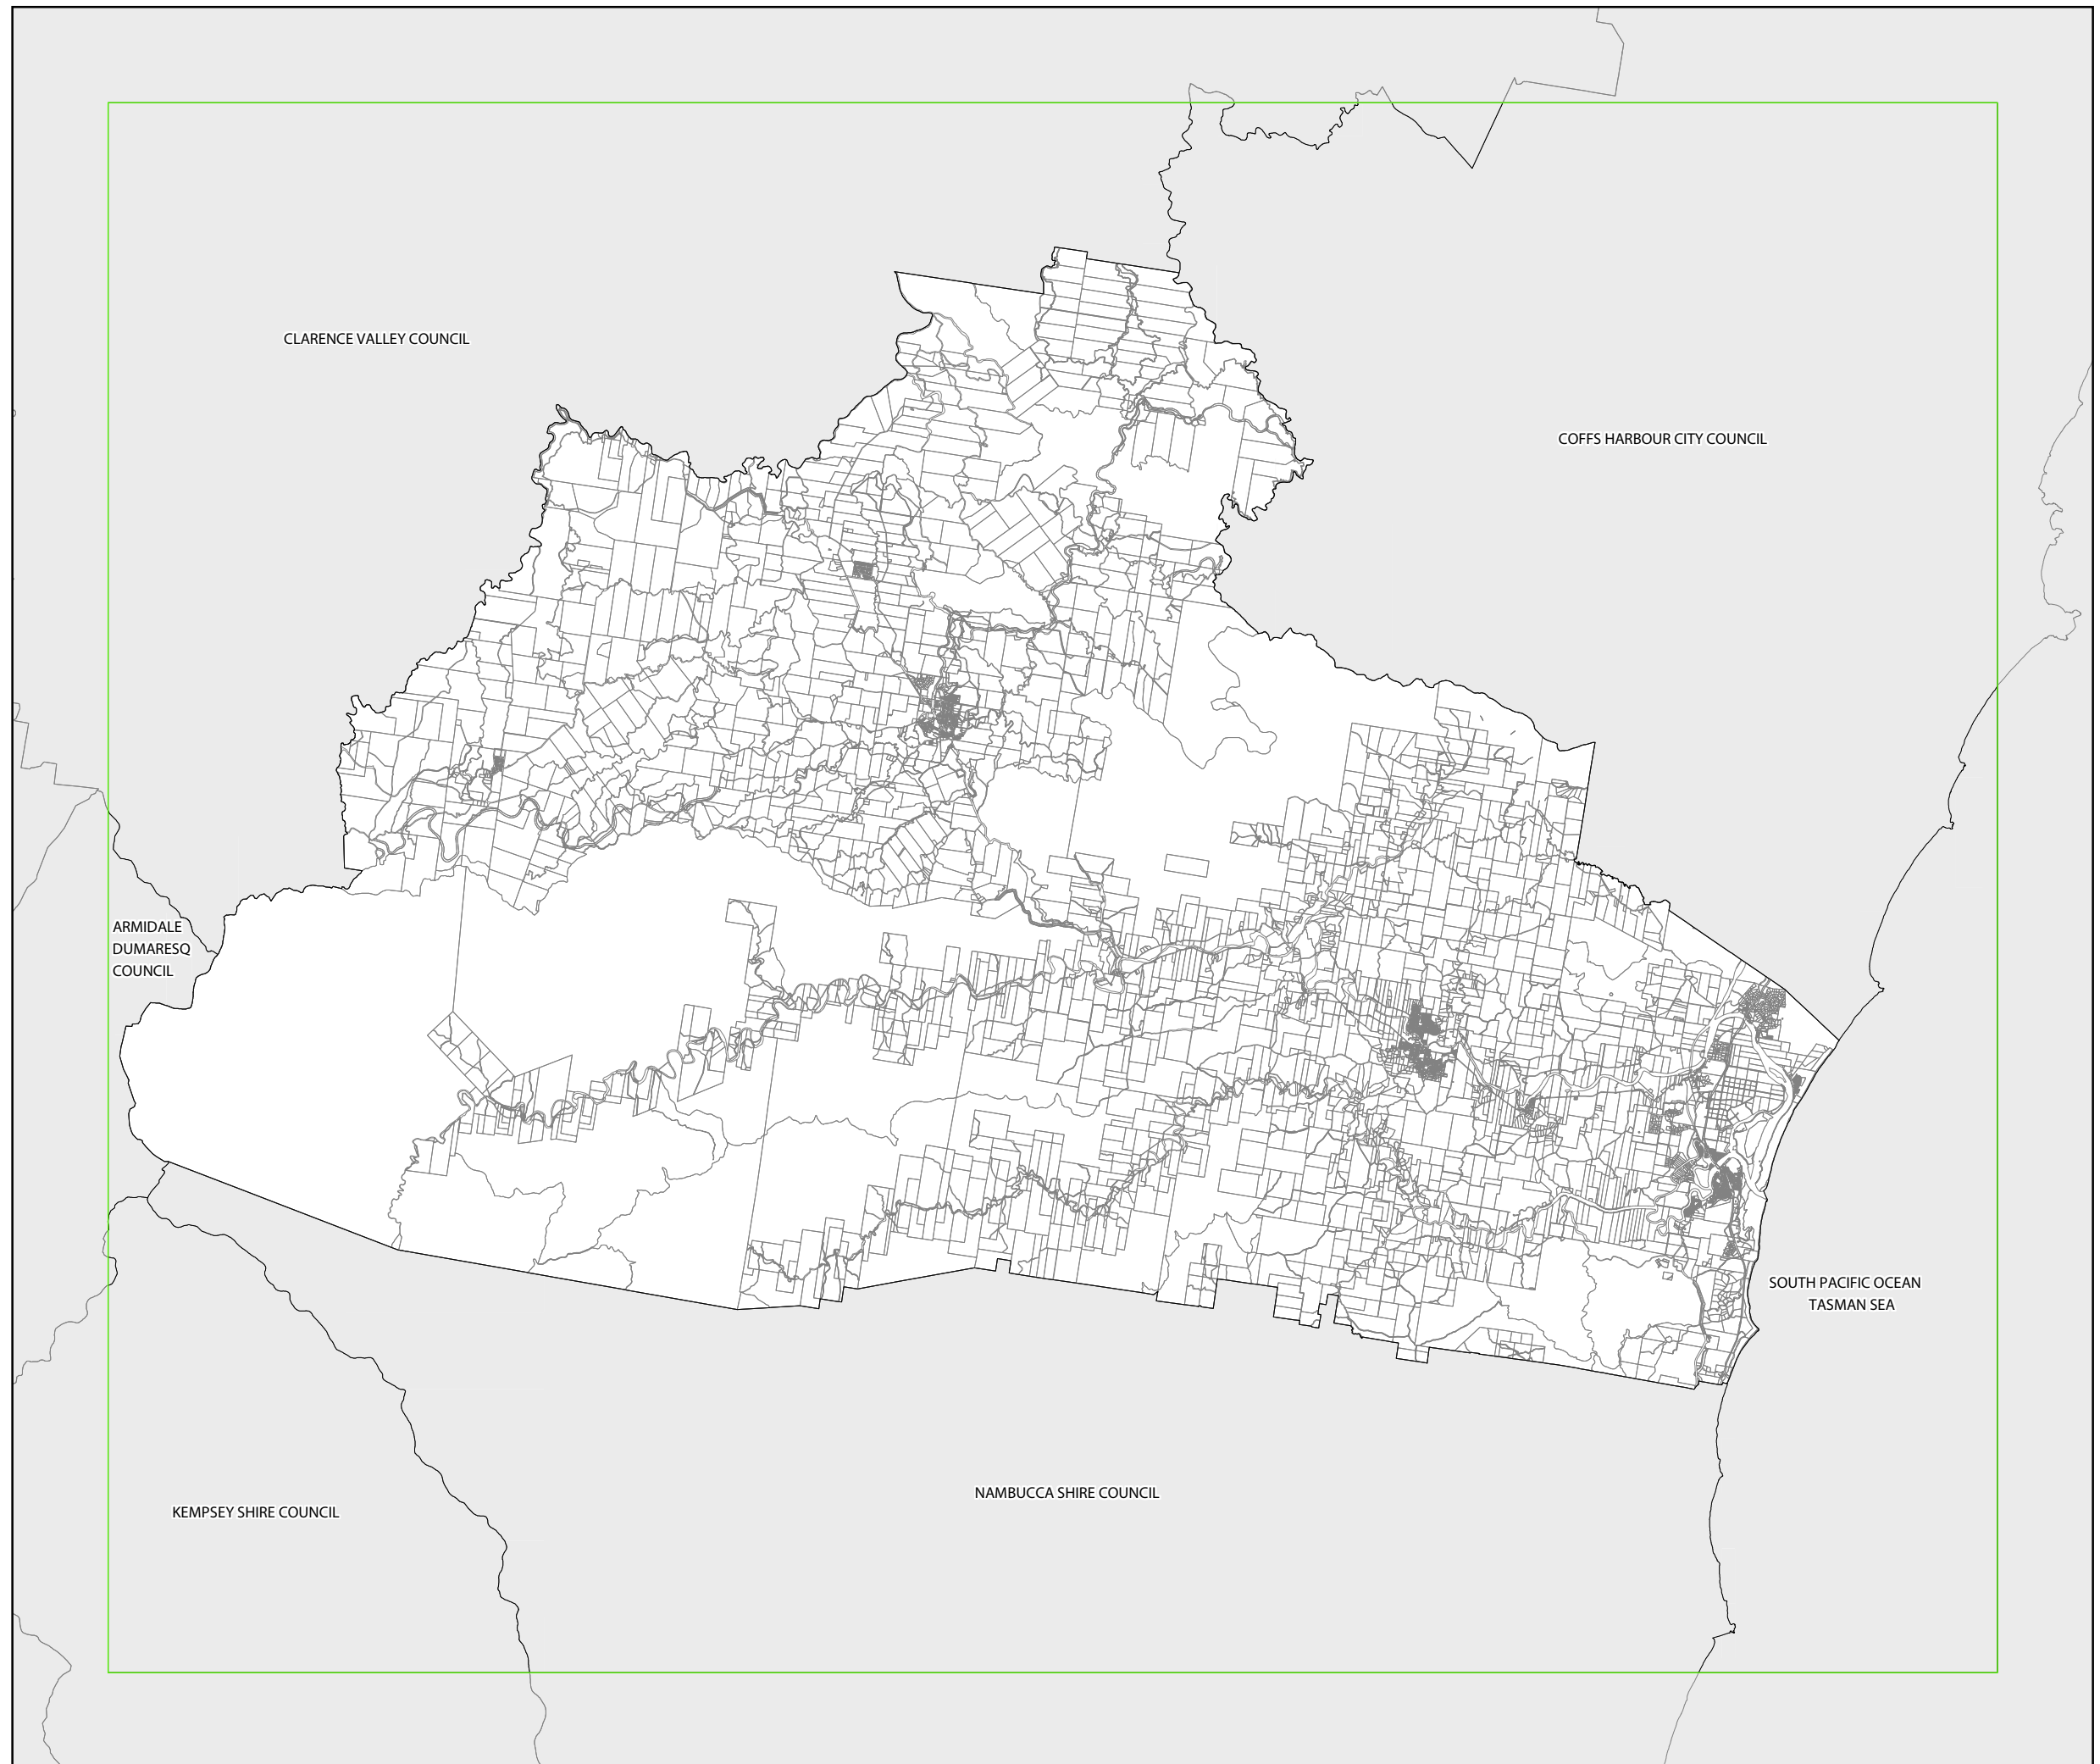 CLARENCE VALLEY COUNCIL
COFFS HARBOUR CITY COUNCIL
ARMIDALE
DUMARESQ
COUNCIL
SOUTH PACIFIC OCEAN
TASMAN SEA
NAMBUCCA SHIRE COUNCIL
KEMPSEY SHIRE COUNCIL